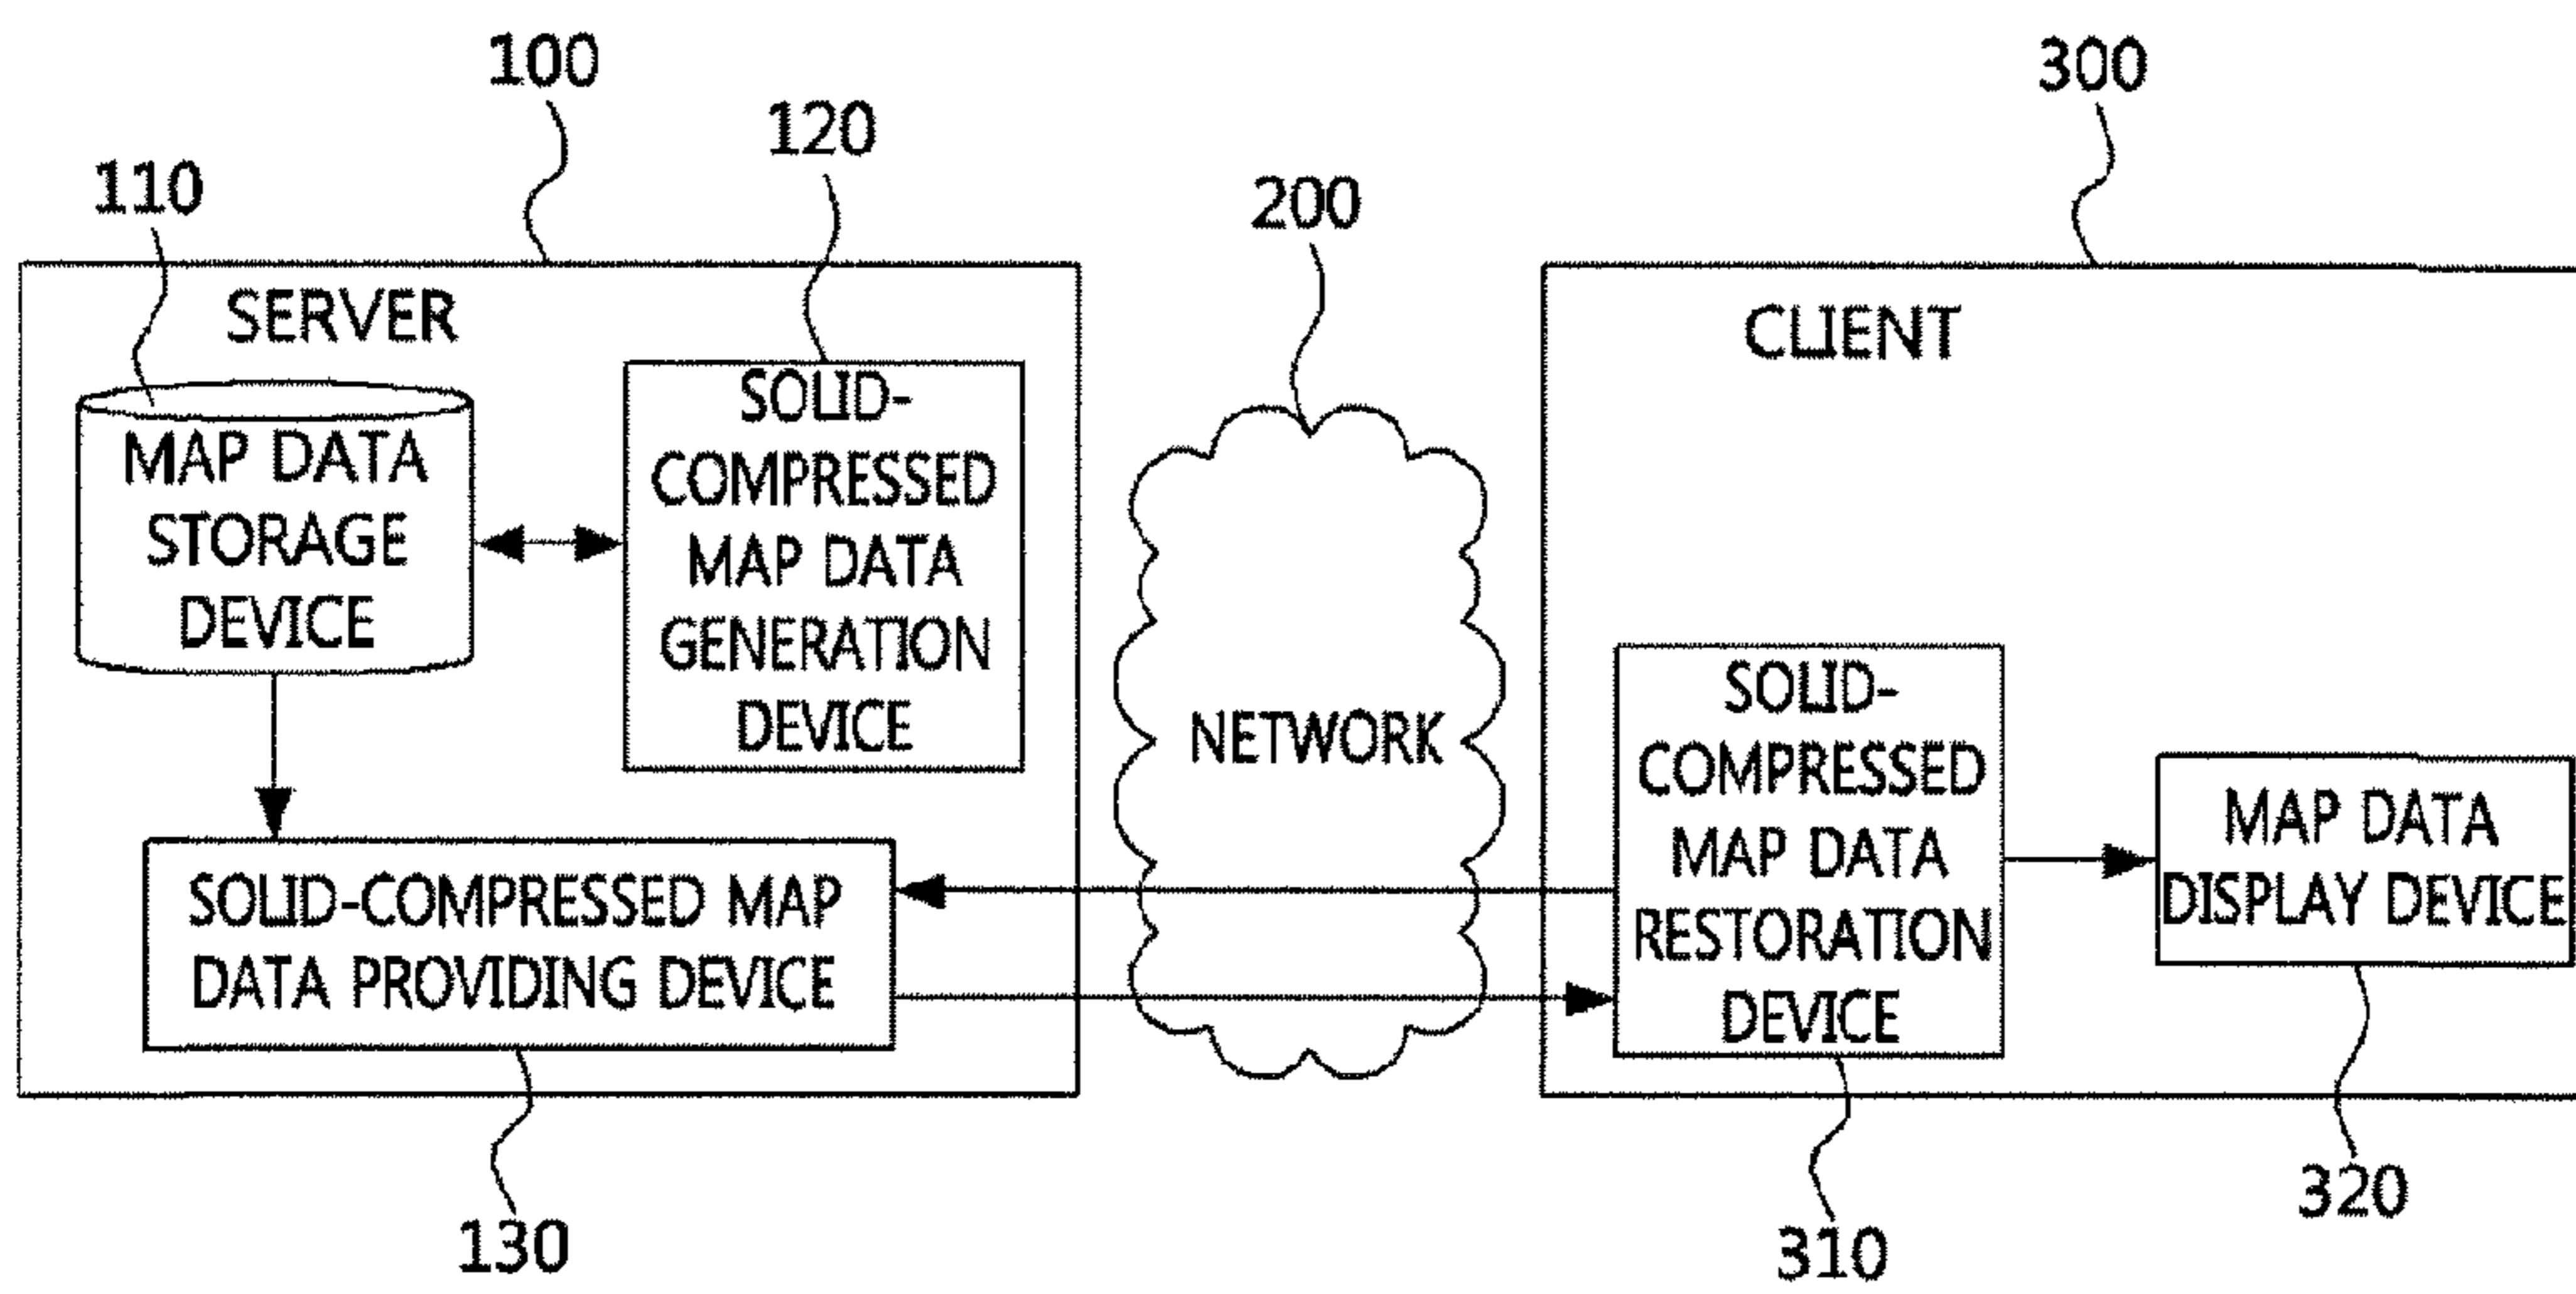 100
300
120
110
200
SERVER
CLIENT
MAP DATA
STORAGE
DEVICE
SOLID-
COMPRESSED
MAP DATA
GENERATION
DEVICE
NETWORK
SOLID-COMPRESSED MAP
DATA PROVIDING DEVICE
SOLID-
COMPRESSED
MAP DATA
RESTORATION
DEVICE
MAP DATA
DISPLAY DEVICE
130
310
320